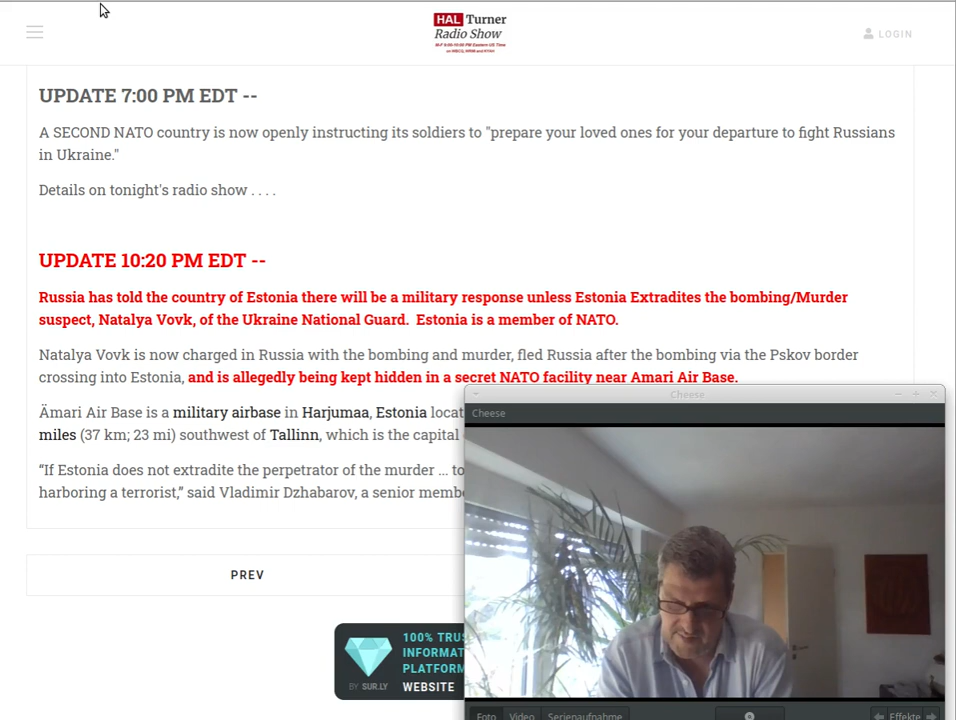 HAL Turner
Radio Show
LOGIN
UPDATE 7:00 PM EDT --
A SECOND NATO country is now openly instructing its soldiers to "prepare your loved ones for your departure to fight Russians
in Ukraine."
Details on tonight's radio show . . . .
UPDATE 10:20 PM EDT --
Russia has told the country of Estonia there will be a military response unless Estonia Extradites the bombing/Murder
suspect, Natalya Vovk, of the Ukraine National Guard. Estonia is a member of NATO.
Natalya Vovk is now charged in Russia with the bombing and murder, fled Russia after the bombing via the Pskov border
crossing into Estonia, and is allegedly being kept hidden in a secret NATO facility near Amari Air Base.
Ämari Air Base is a military airbase in Harjumaa, Estonia locat
miles (37 km; 23 mi) southwest of Tallinn, which is the capital
“If Estonia does not extradite the perpetrator of the murder ... to
harboring a terrorist,” said Vladimir Dzhabarov, a senior membe
PREV
100% TRUS
INFORMAT
PLATFORM
BY SUR.LY WEBSITE
Cheese
Cheese
Foto Video Serienaufnahme Effekte